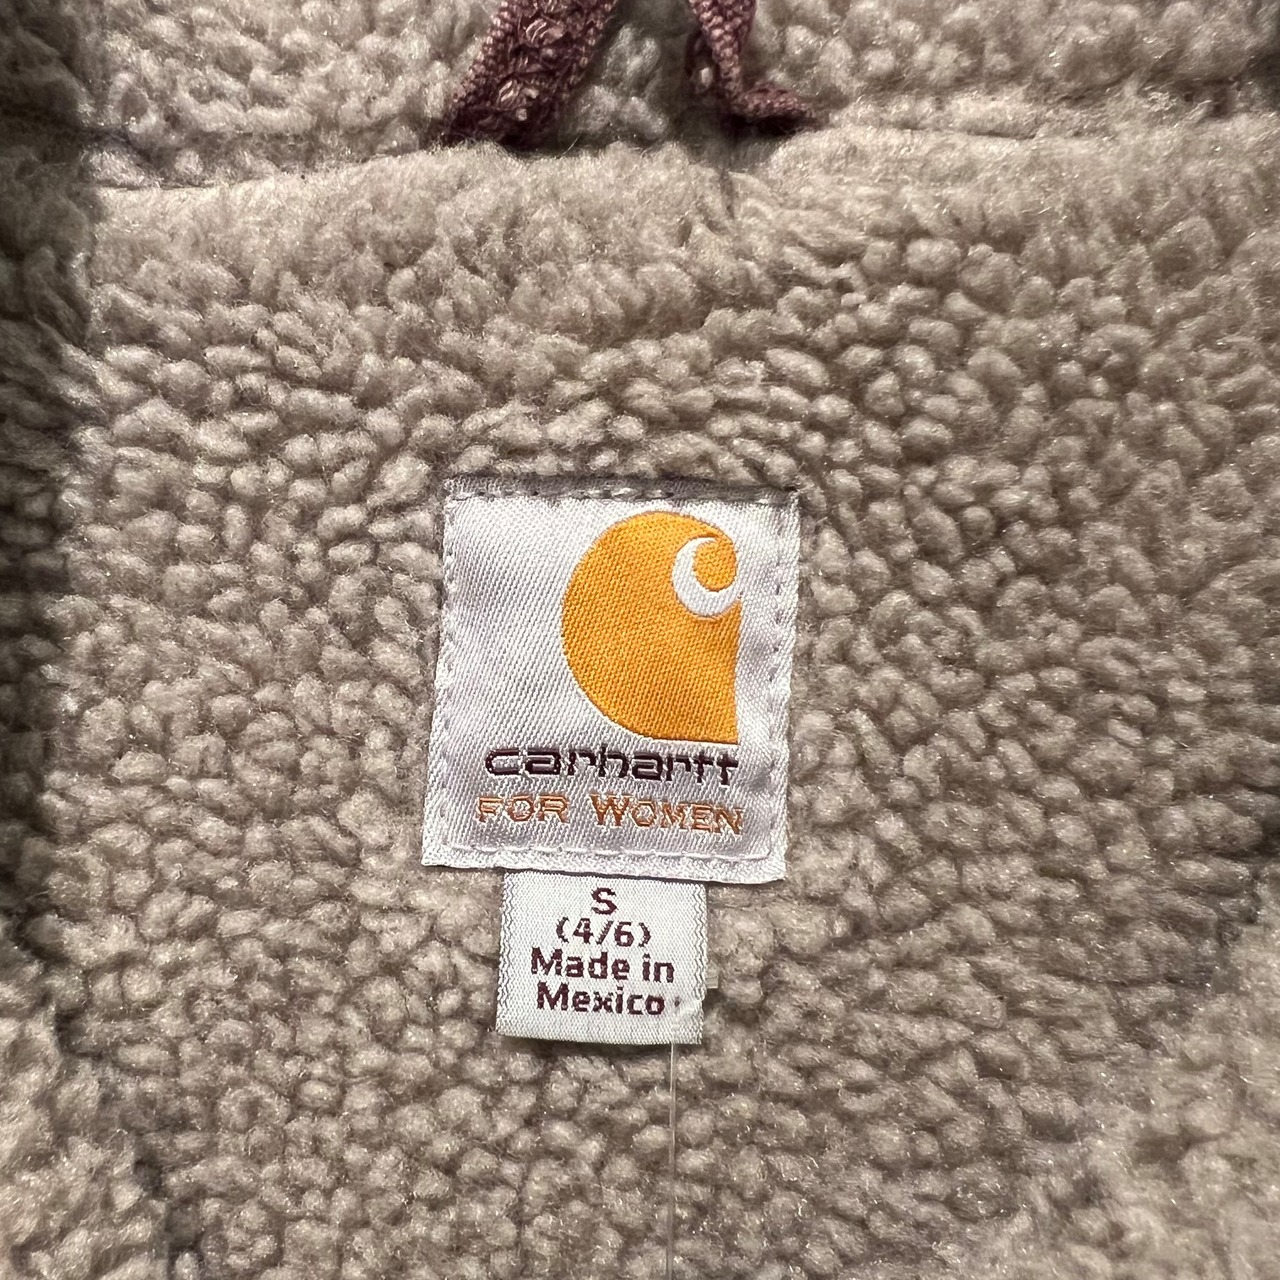 carhartt
FOR WOMEN
S
(4/6)
Made in
Mexico